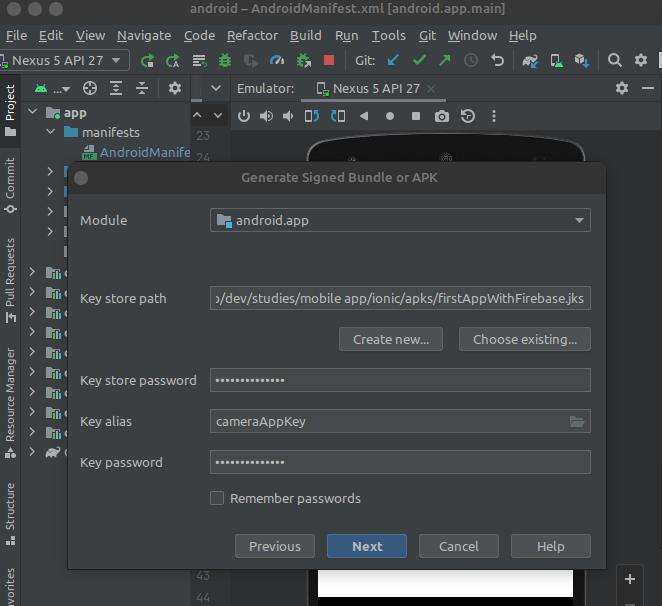 android – AndroidManifest.xml [android.app.main]
File Edit View Navigate Code Refactor Build Run Tools Git Window Help
Nexus 5 API 27 Git:
... Emulator: Nexus 5 API 27
Project
app
manifests
AndroidManife
23
24
Commit
Pull Requests
Resource Manager
Structure
Favorites
Generate Signed Bundle or APK
Module android.app
Key store path o/dev/studies/mobile app/ionic/apks/firstAppWithFirebase.jks
Create new... Choose existing...
Key store password ••••••••••••••
Key alias cameraAppKey
Key password ••••••••••••••
Remember passwords
Previous Next Cancel Help
43
44